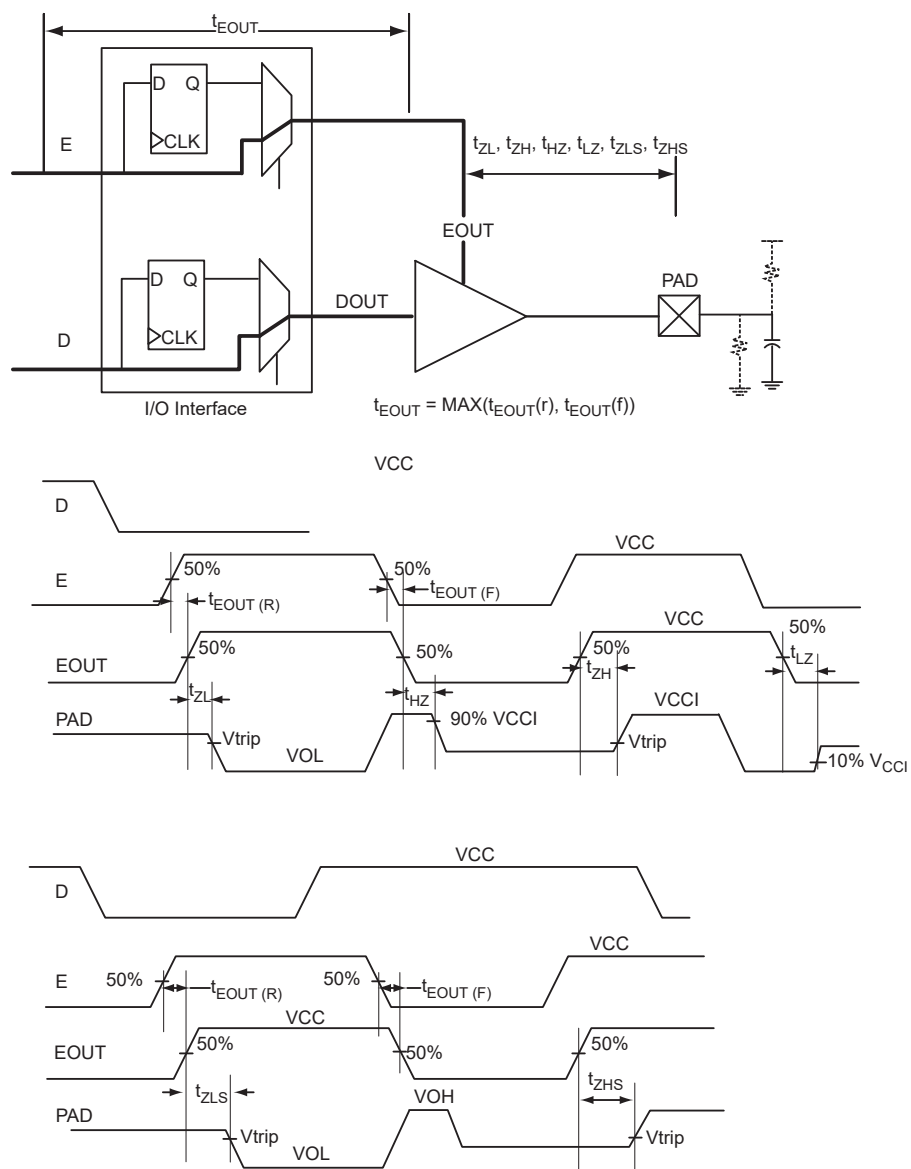 tEOUT
D Q
CLK
E
tZL, tZH, tHZ, tLZ, tZLS, tZHS
EOUT
D Q
CLK
DOUT
PAD
D
I/O Interface
tEOUT = MAX(tEOUT(r), tEOUT(f))
VCC
D
VCC
50%
50%
E
tEOUT (R)
tEOUT (F)
VCC
50%
EOUT
50%
50%
50%
tZL
tHZ
tZH
tLZ
PAD
90% VCCI
VCCI
Vtrip
VOL
Vtrip
10% VCCI
VCC
D
VCC
50%
50%
E
tEOUT (R)
tEOUT (F)
VCC
EOUT
50%
50%
50%
tZLS
tZHS
PAD
VOH
Vtrip
VOL
Vtrip